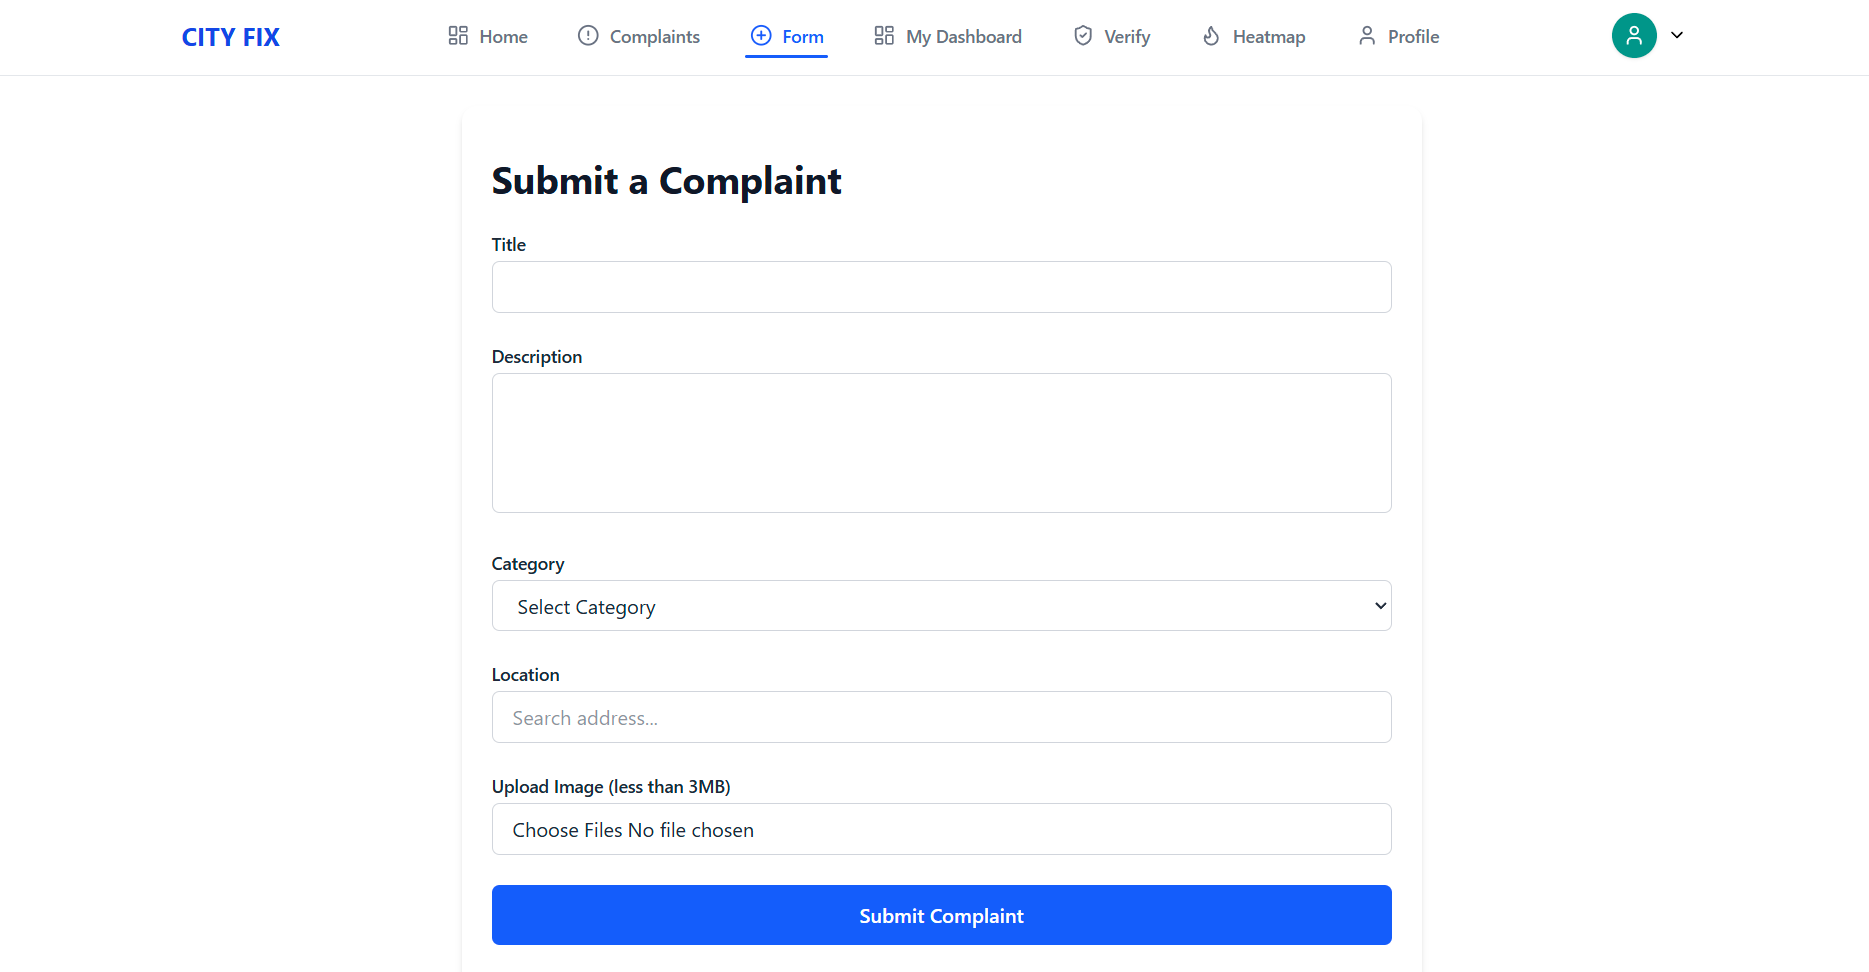 CITY FIX
Home
Complaints
Form
My Dashboard
Verify
Heatmap
Profile
Submit a Complaint
Title
Description
Category
Select Category
Location
Search address...
Upload Image (less than 3MB)
Choose Files No file chosen
Submit Complaint